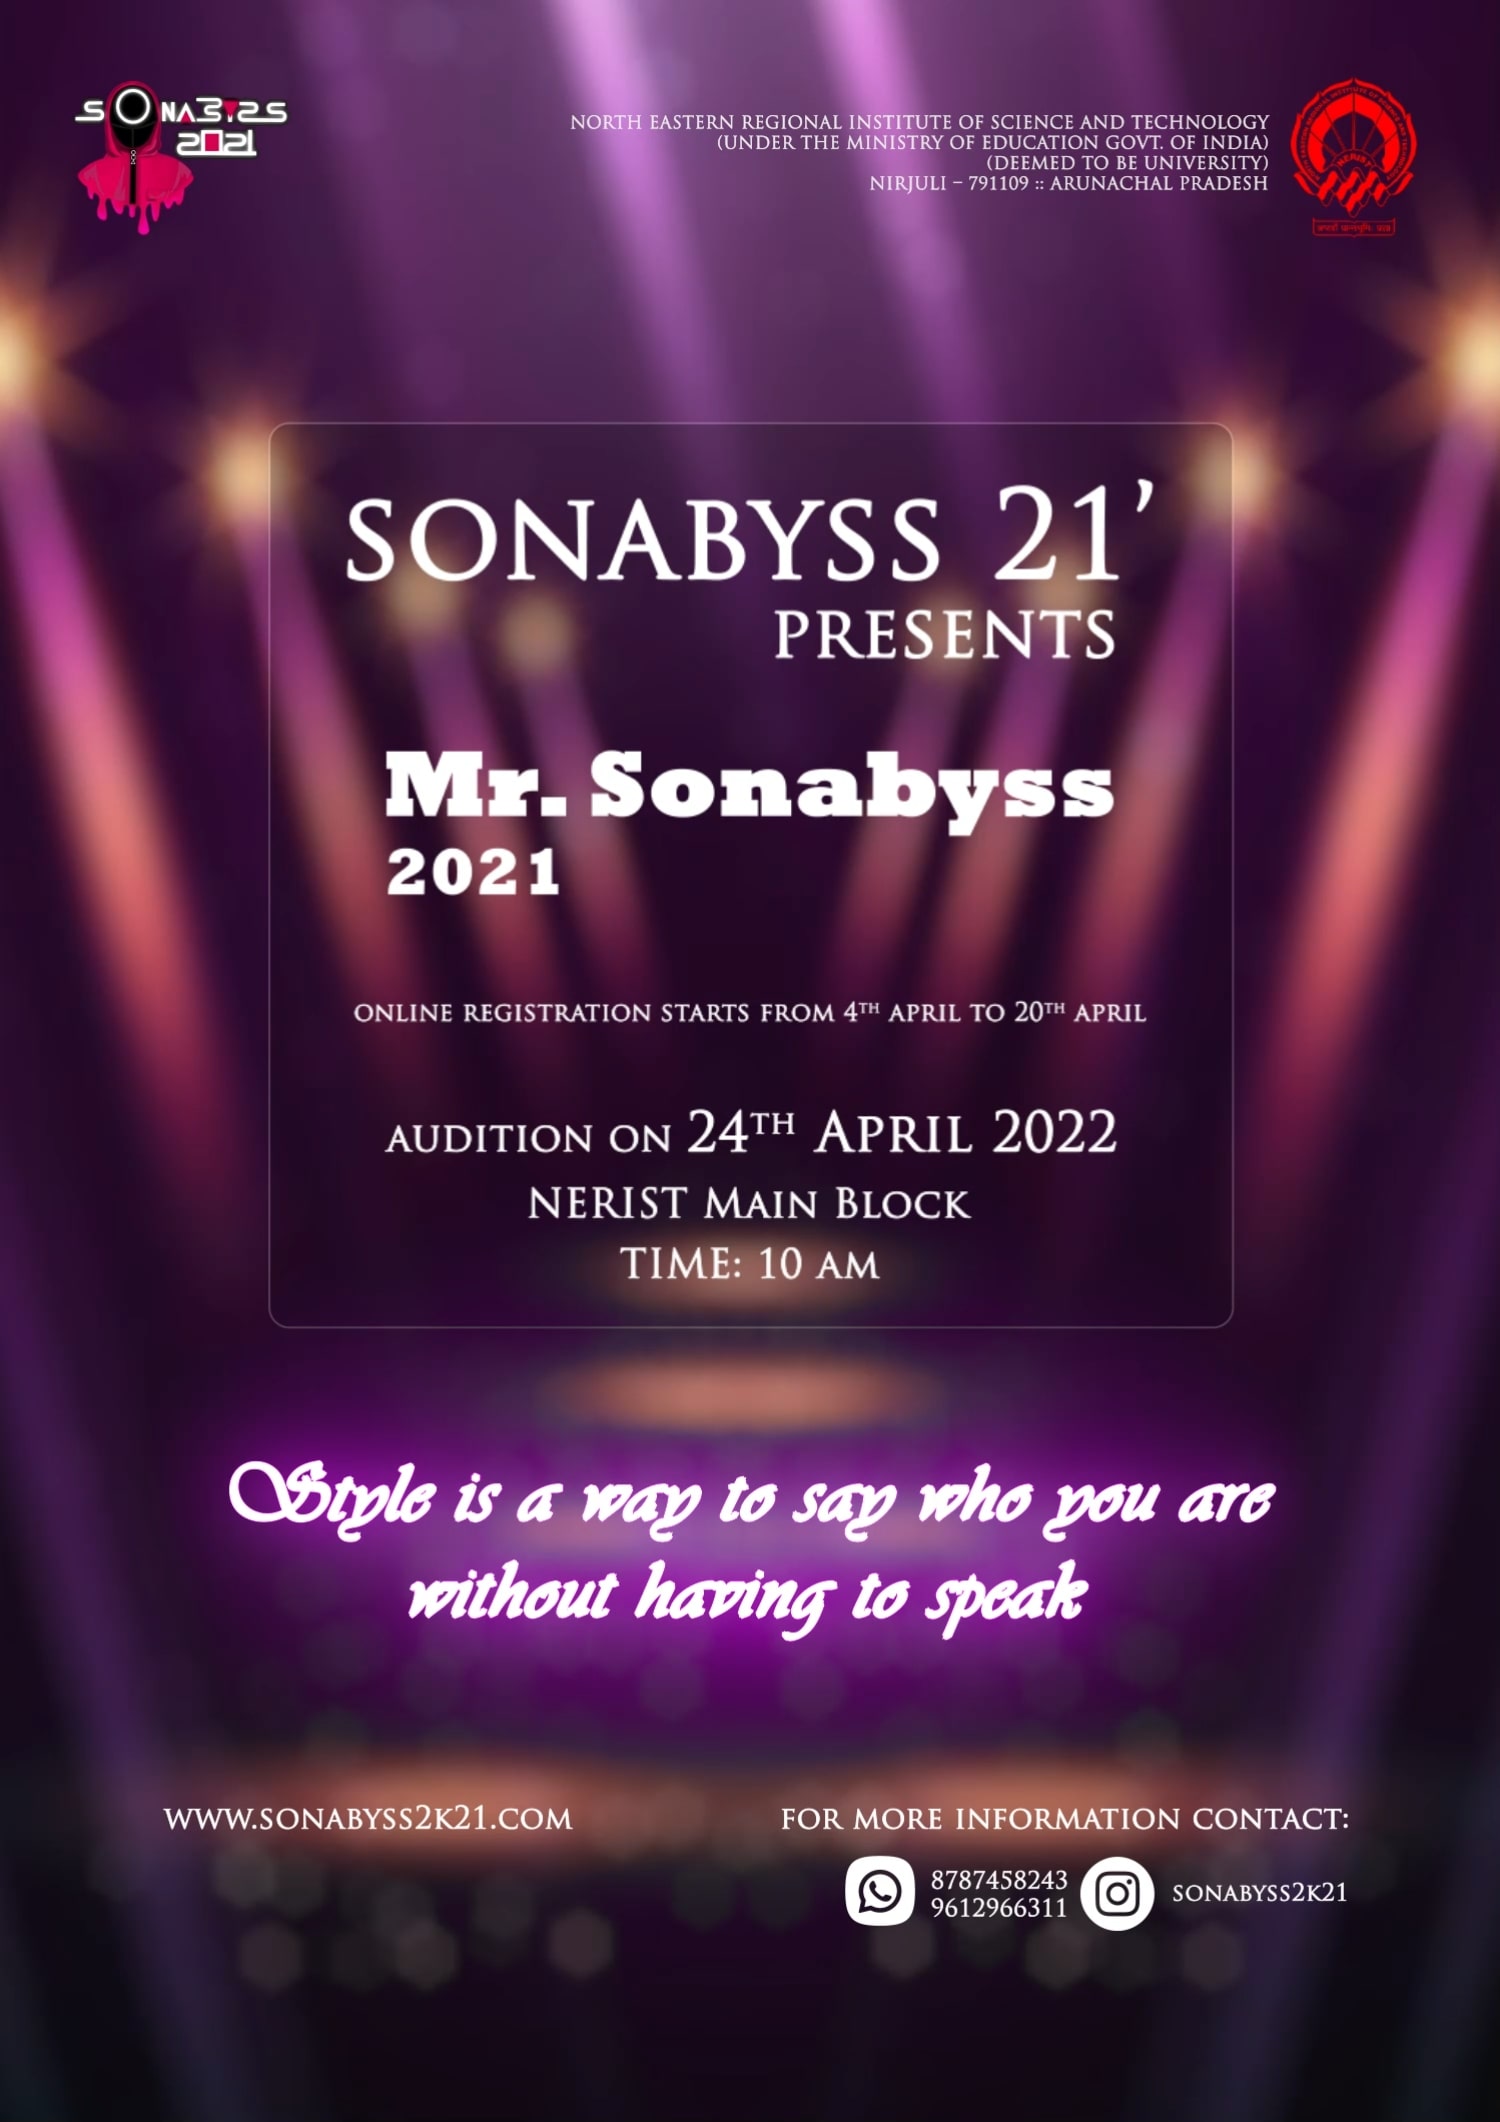 SONABYSS
2021
NORTH EASTERN REGIONAL INSTITUTE OF SCIENCE AND TECHNOLOGY
(UNDER THE MINISTRY OF EDUCATION GOVT. OF INDIA)
(DEEMED TO BE UNIVERSITY)
NIRJULI – 791109 :: ARUNACHAL PRADESH
NERIST
SONABYSS 21’
PRESENTS
Mr. Sonabyss
2021
ONLINE REGISTRATION STARTS FROM 4TH APRIL TO 20TH APRIL
AUDITION ON 24TH APRIL 2022
NERIST MAIN BLOCK
TIME: 10 AM
Style is a way to say who you are
without having to speak
WWW.SONABYSS2K21.COM
FOR MORE INFORMATION CONTACT:
8787458243
9612966311
SONABYSS2K21